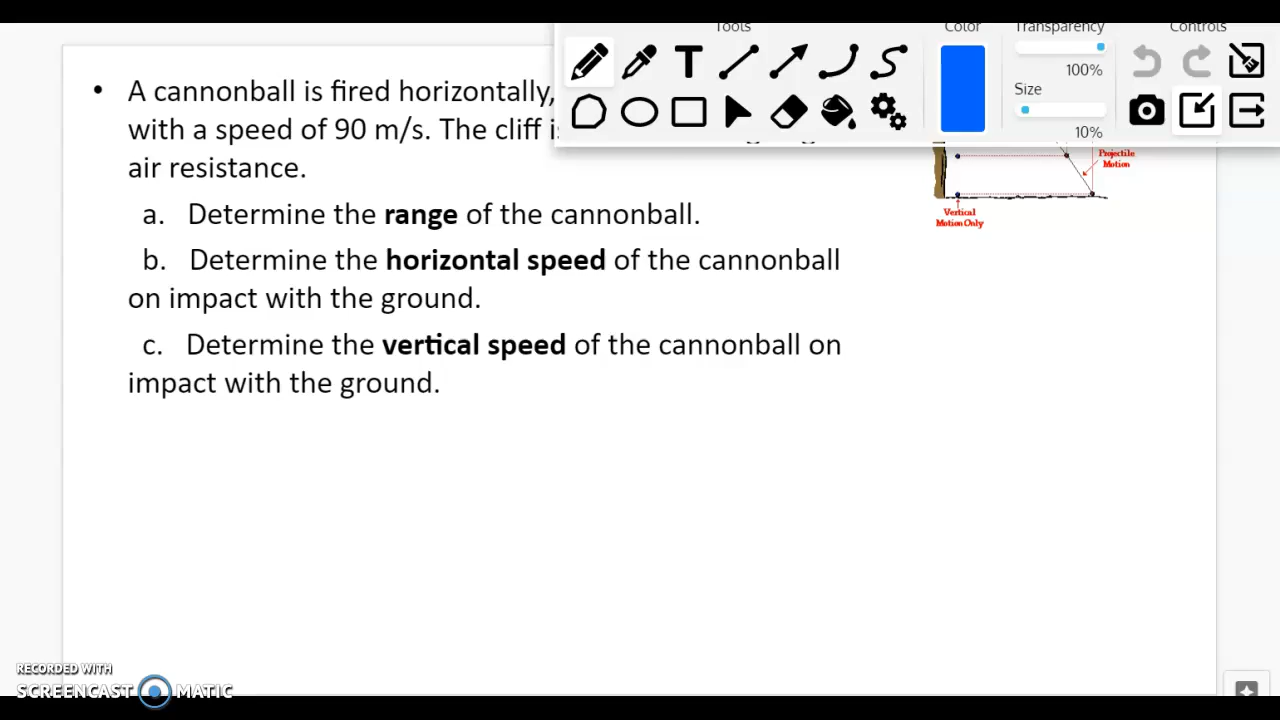 Tools
Color
Transparency
Controls
100%
Size
10%
• A cannonball is fired horizontally,
with a speed of 90 m/s. The cliff
air resistance.
a. Determine the range of the cannonball.
b. Determine the horizontal speed of the cannonball
on impact with the ground.
c. Determine the vertical speed of the cannonball on
impact with the ground.
Projectile
Motion
Vertical
Motion Only
RECORDED WITH
SCREENCAST MATIC